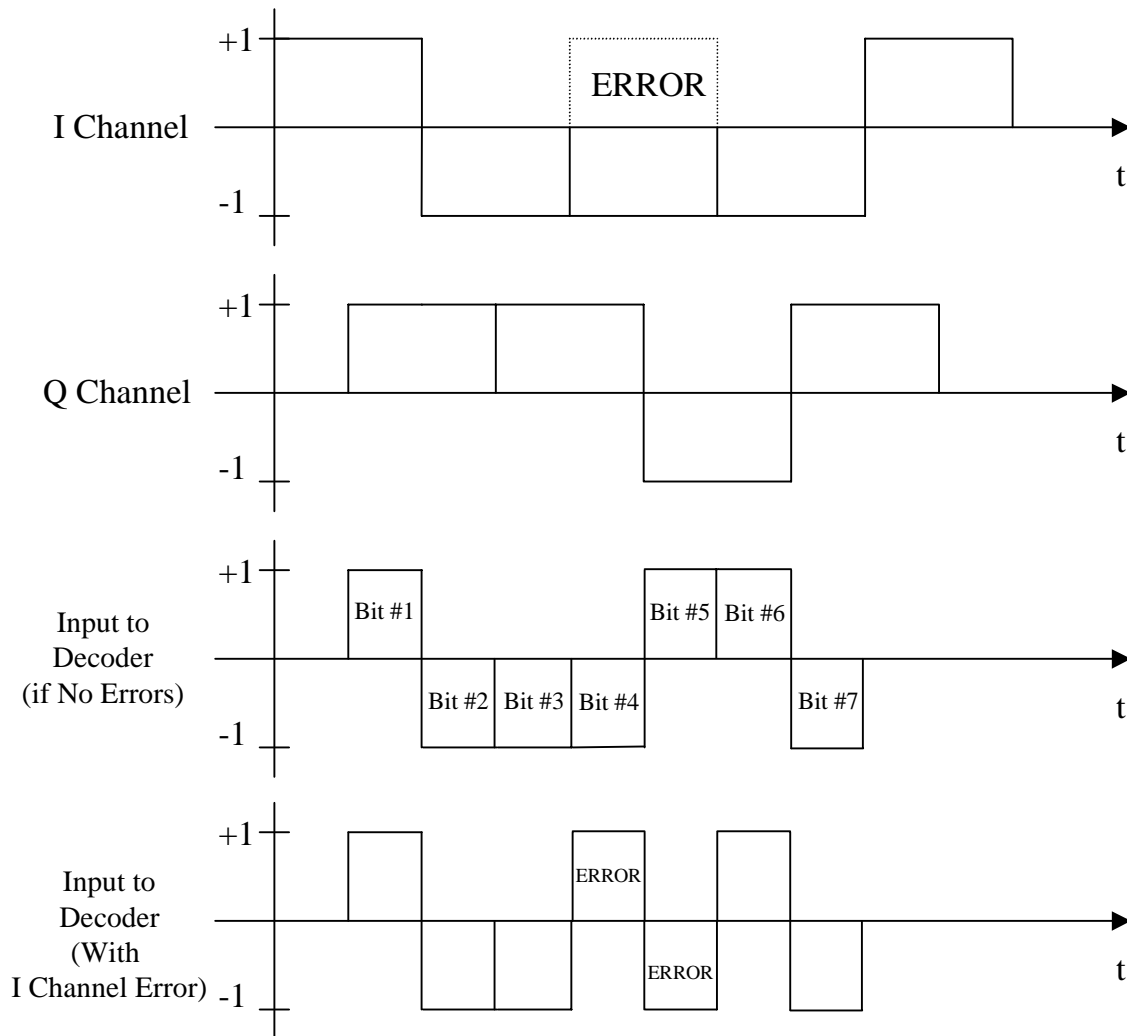 +1
ERROR
I Channel
-1
t
+1
Q Channel
-1
t
+1
Bit #1
Bit #5
Bit #6
Input to
Decoder
(if No Errors)
Bit #2
Bit #3
Bit #4
Bit #7
-1
t
+1
ERROR
Input to
Decoder
(With
I Channel Error)
ERROR
-1
t